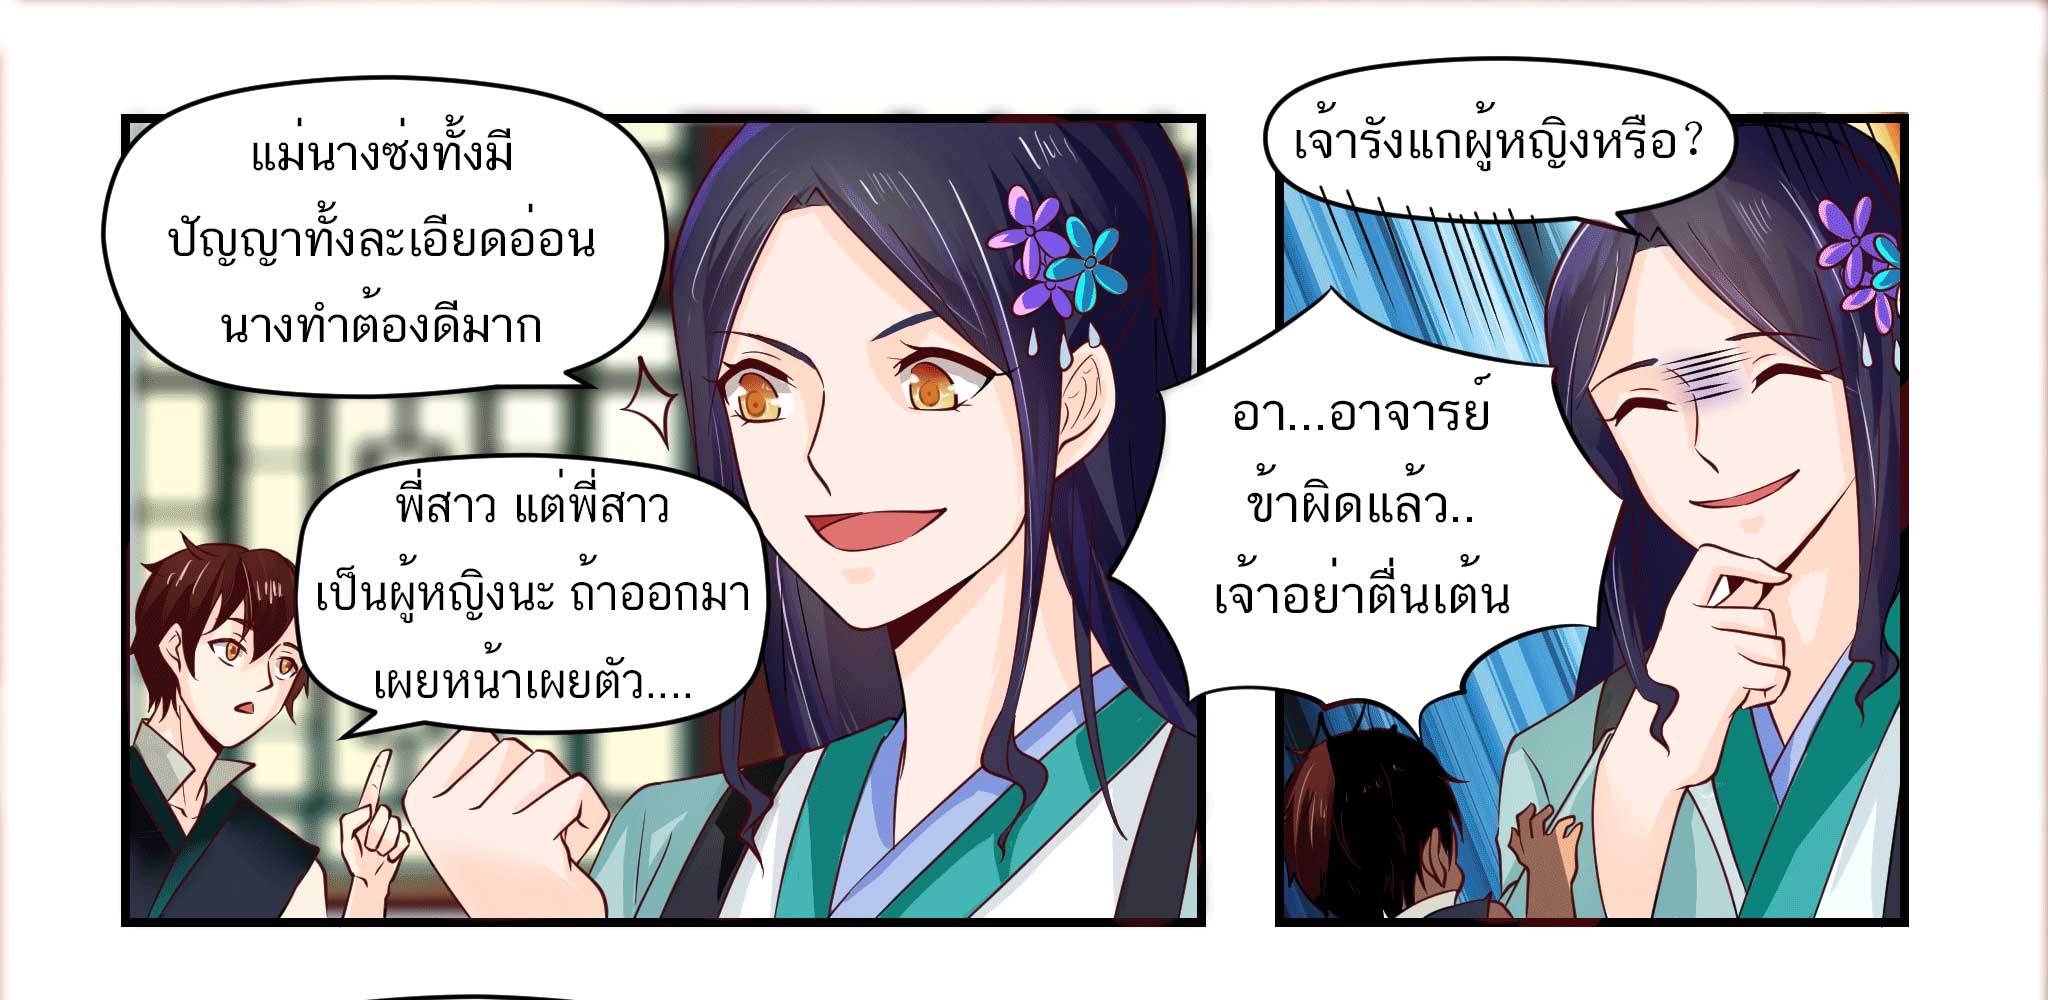 แม่นางซ่งทั้งมี
ปัญญาทั้งละเอียดอ่อน
นางทำต้องดีมาก
พี่สาว แต่พี่สาว
เป็นผู้หญิงนะ ถ้าออกมา
เผยหน้าเผยตัว....
เจ้ารังแกผู้หญิงหรือ?
อา...อาจารย์
ข้าผิดแล้ว..
เจ้าอย่าตื่นเต้น